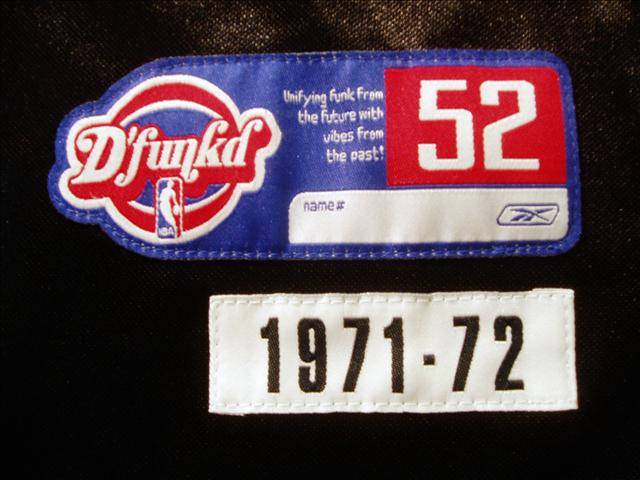 D'funkd
NBA
Unifying funk from
the future with
vibes from
the past!
52
name#
1971-72